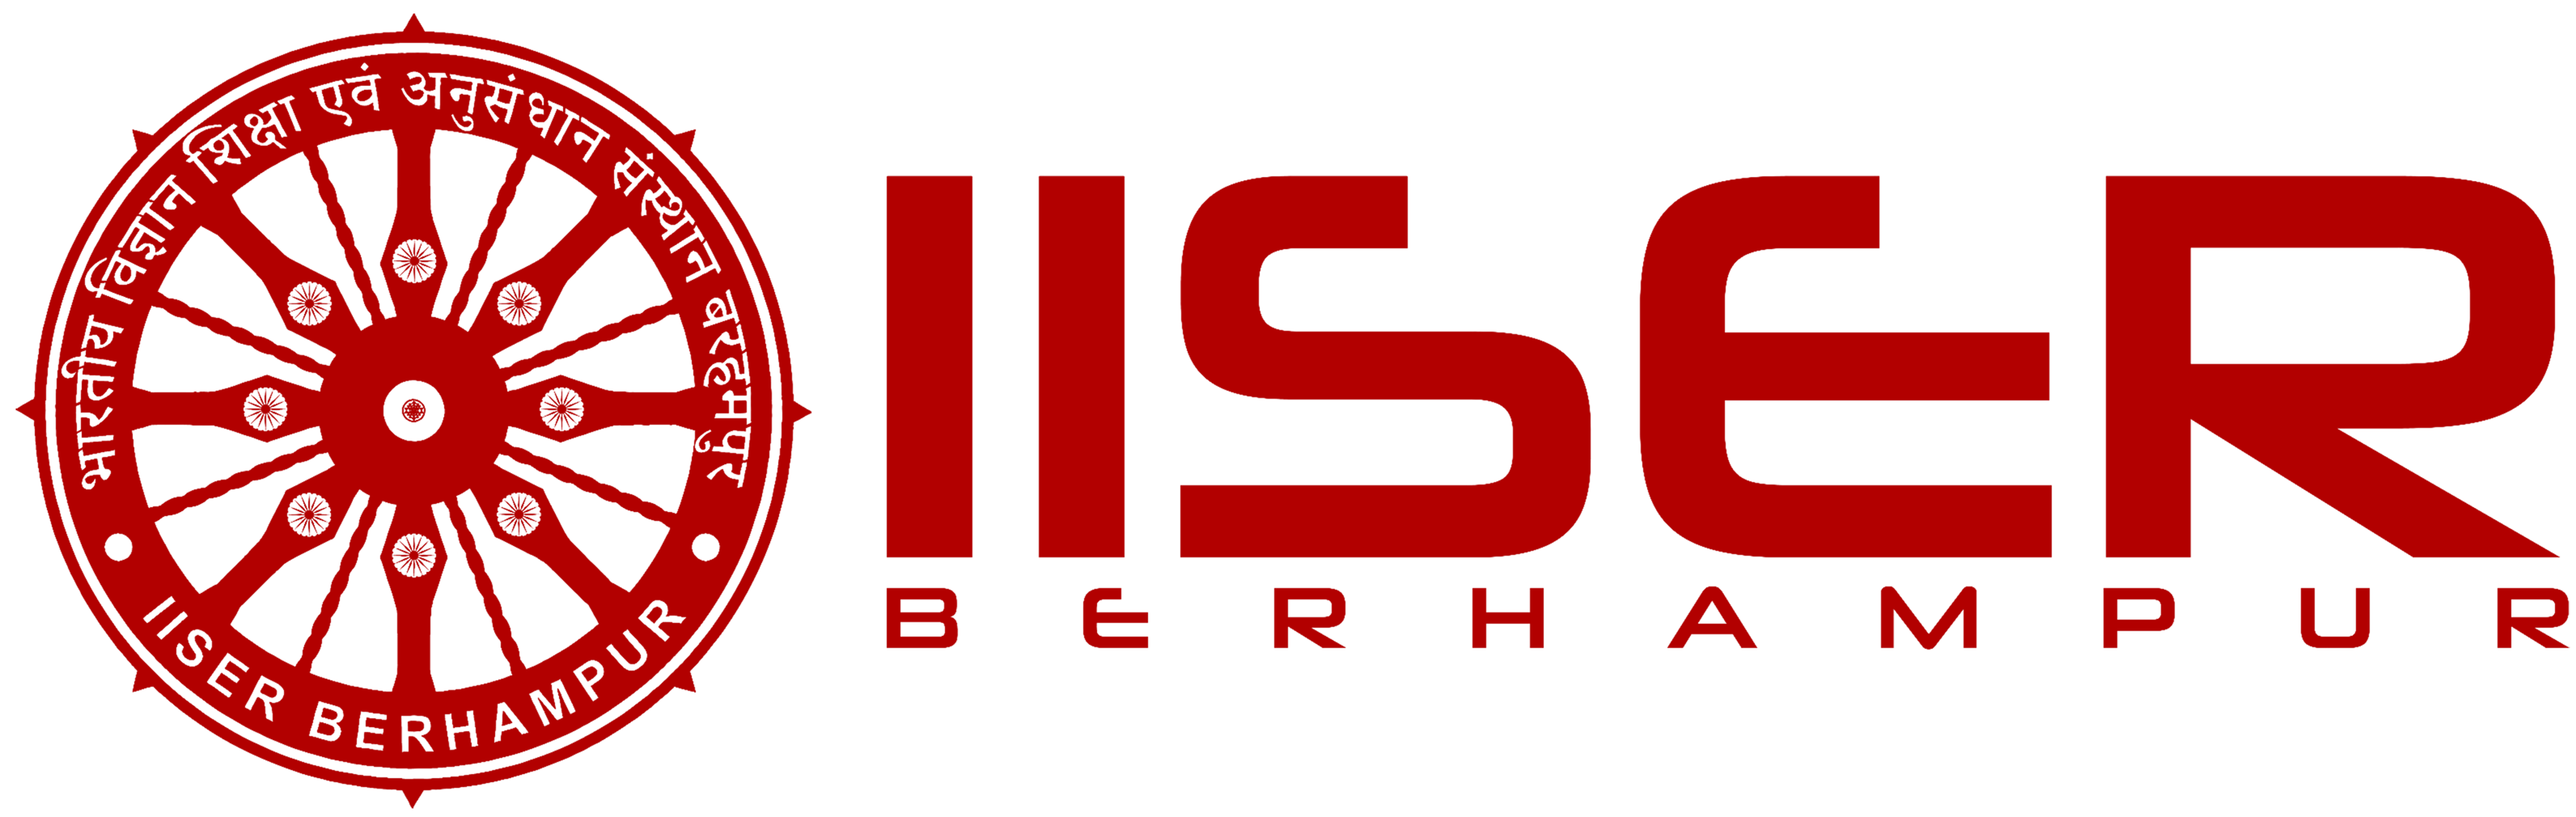 भारतीय विज्ञान शिक्षा एवं अनुसंधान संस्थान बरहमपुर
IISER BERHAMPUR
IISER
BERHAMPUR